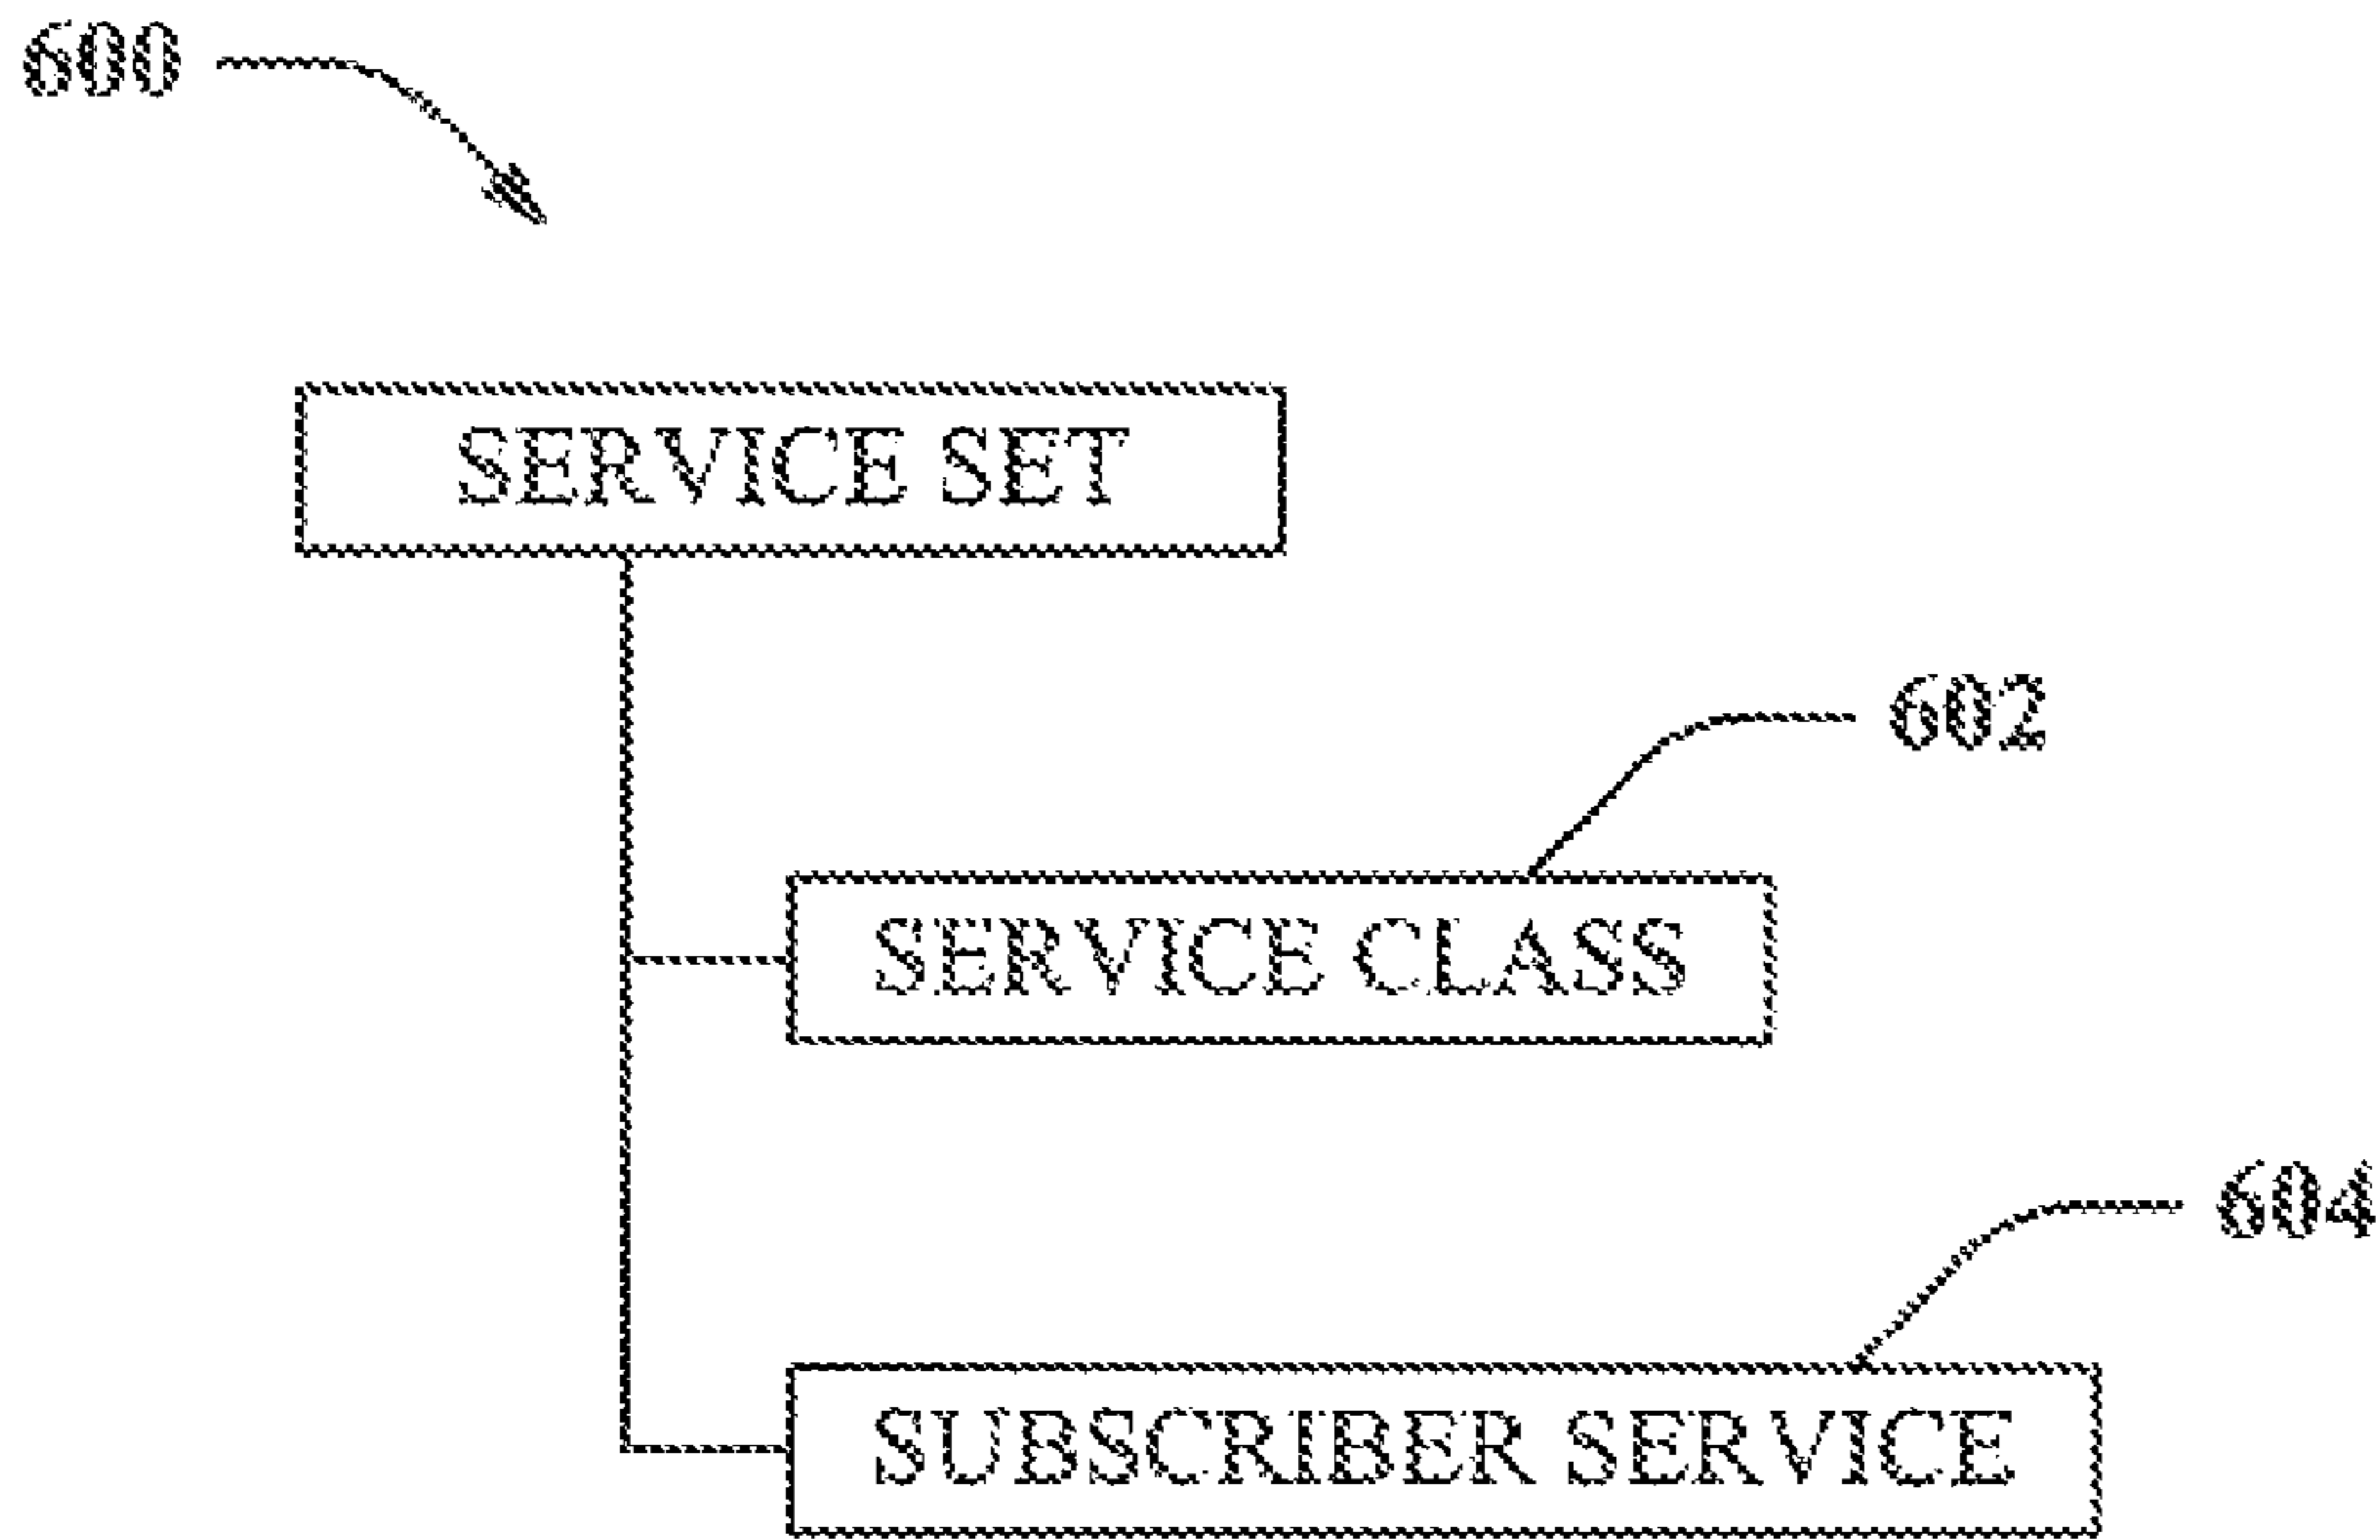 600
SERVICE SET
602
SERVICE CLASS
604
SUBSCRIBER SERVICE